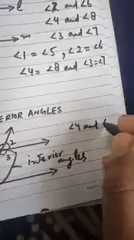 l
∠2 and ∠6
∠4 and ∠8
m
∠3 and ∠7
∠1 = ∠5 , ∠2 = ∠6
∠4 = ∠8 and ∠3 = ∠7
ERIOR ANGLES
2
3
interior
angles
∠4 and ∠